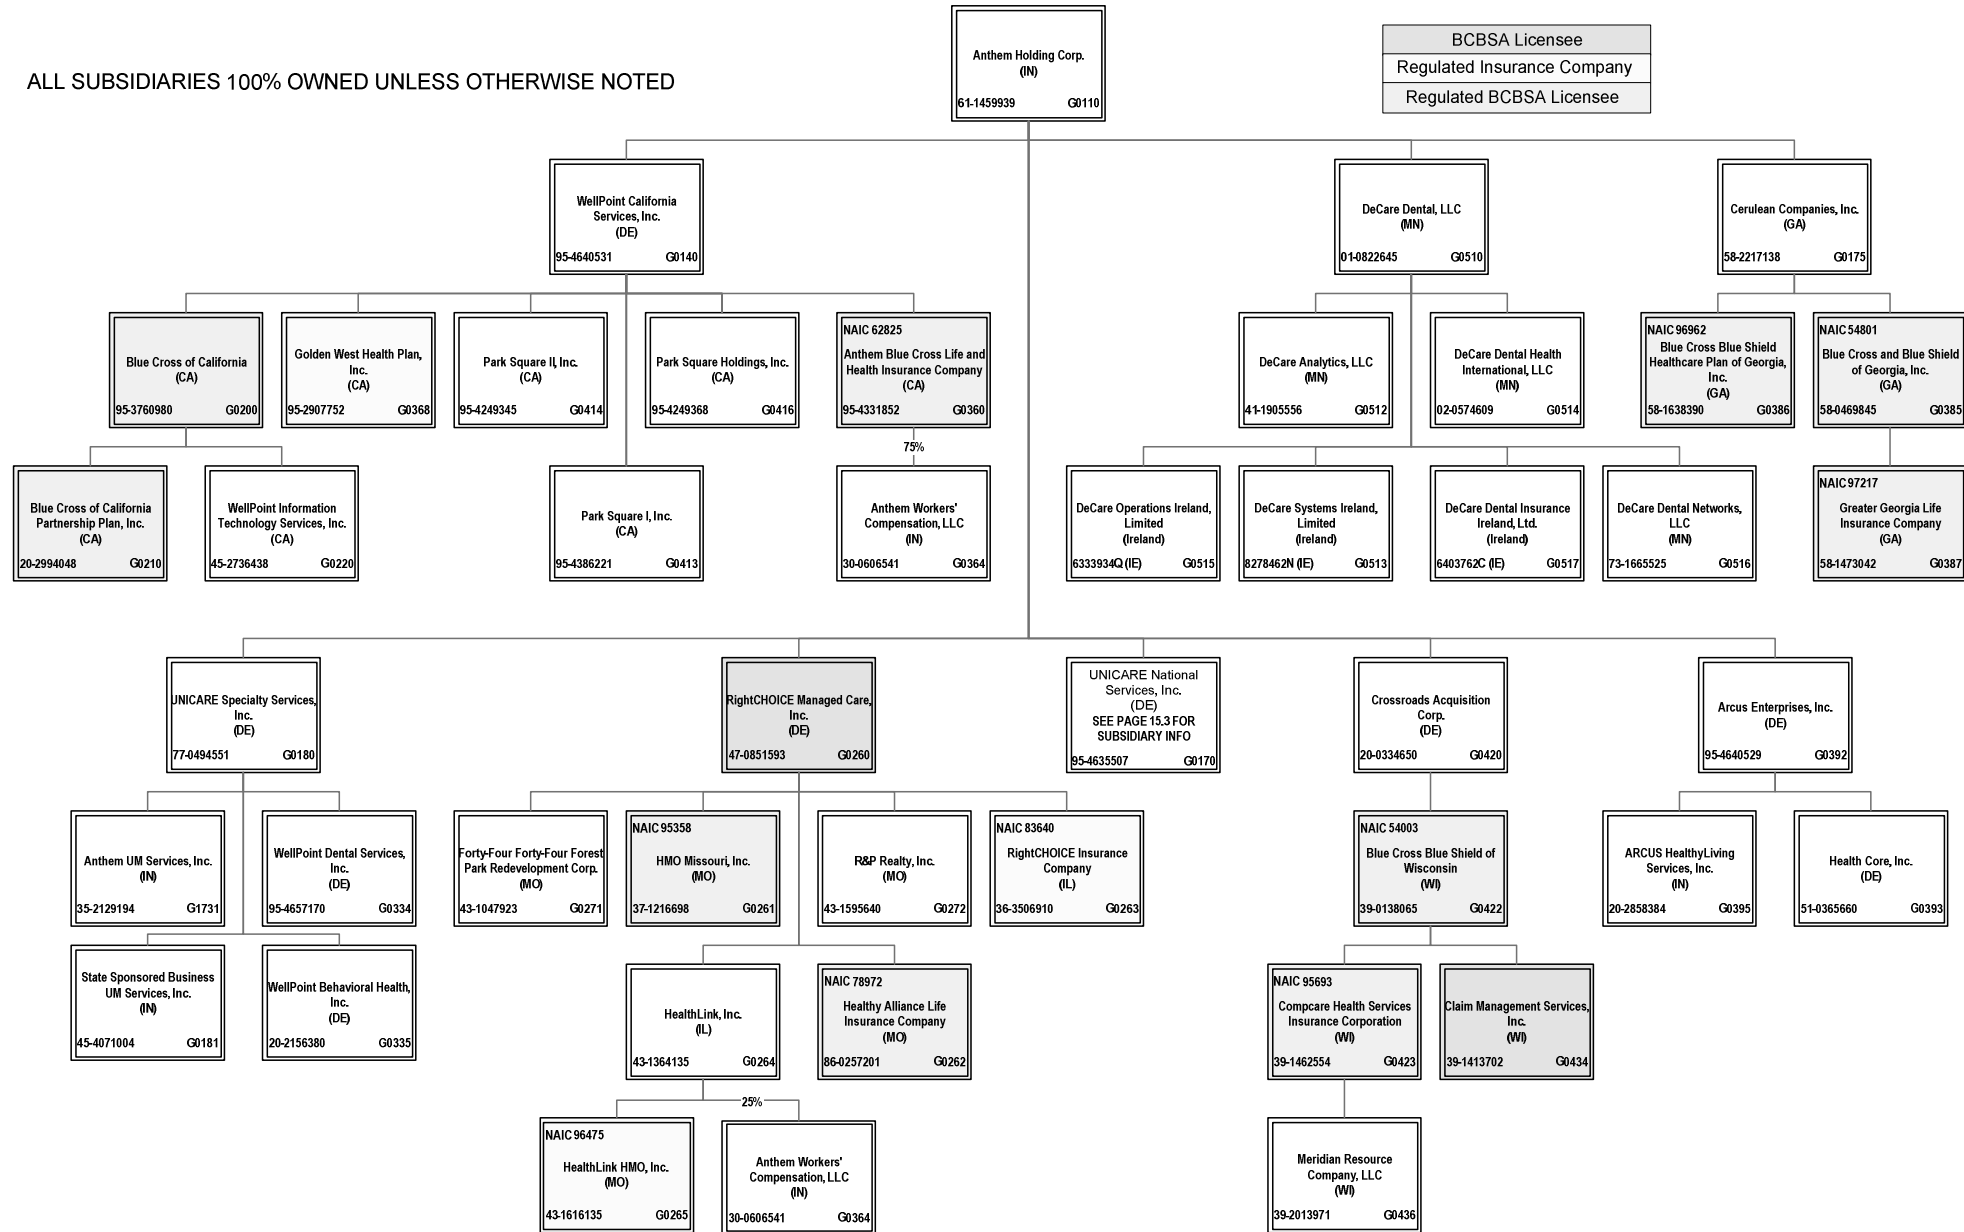 Anthem Holding Corp.
(IN)
61-1459939 G0110
BCBSA Licensee
Regulated Insurance Company
Regulated BCBSA Licensee
ALL SUBSIDIARIES 100% OWNED UNLESS OTHERWISE NOTED
WellPoint California
Services, Inc.
(DE)
95-4640531 G0140
DeCare Dental, LLC
(MN)
01-0822645 G0510
Cerulean Companies, Inc.
(GA)
58-2217138 G0175
Blue Cross of California
(CA)
95-3760980 G0200
Golden West Health Plan,
Inc.
(CA)
95-2907752 G0368
Park Square II, Inc.
(CA)
95-4249345 G0414
Park Square Holdings, Inc.
(CA)
95-4249368 G0416
NAIC 62825
Anthem Blue Cross Life and
Health Insurance Company
(CA)
95-4331852 G0360
DeCare Analytics, LLC
(MN)
41-1905556 G0512
DeCare Dental Health
International, LLC
(MN)
02-0574609 G0514
NAIC 96962
Blue Cross Blue Shield
Healthcare Plan of Georgia,
Inc.
(GA)
58-1638390 G0386
NAIC 54801
Blue Cross and Blue Shield
of Georgia, Inc.
(GA)
58-0469845 G0385
75%
Blue Cross of California
Partnership Plan, Inc.
(CA)
20-2994048 G0210
WellPoint Information
Technology Services, Inc.
(CA)
45-2736438 G0220
Park Square I, Inc.
(CA)
95-4386221 G0413
Anthem Workers'
Compensation, LLC
(IN)
30-0606541 G0364
DeCare Operations Ireland,
Limited
(Ireland)
6333934Q (IE) G0515
DeCare Systems Ireland,
Limited
(Ireland)
8278462N (IE) G0513
DeCare Dental Insurance
Ireland, Ltd.
(Ireland)
6403762C (IE) G0517
DeCare Dental Networks,
LLC
(MN)
73-1665525 G0516
NAIC 97217
Greater Georgia Life
Insurance Company
(GA)
58-1473042 G0387
UNICARE Specialty Services,
Inc.
(DE)
77-0494551 G0180
RightCHOICE Managed Care,
Inc.
(DE)
47-0851593 G0260
UNICARE National
Services, Inc.
(DE)
SEE PAGE 15.3 FOR
SUBSIDIARY INFO
95-4635507 G0170
Crossroads Acquisition
Corp.
(DE)
20-0334650 G0420
Arcus Enterprises, Inc.
(DE)
95-4640529 G0392
Anthem UM Services, Inc.
(IN)
35-2129194 G1731
WellPoint Dental Services,
Inc.
(DE)
95-4657170 G0334
Forty-Four Forty-Four Forest
Park Redevelopment Corp.
(MO)
43-1047923 G0271
NAIC 95358
HMO Missouri, Inc.
(MO)
37-1216698 G0261
R&P Realty, Inc.
(MO)
43-1595640 G0272
NAIC 83640
RightCHOICE Insurance
Company
(IL)
36-3506910 G0263
NAIC 54003
Blue Cross Blue Shield of
Wisconsin
(WI)
39-0138065 G0422
ARCUS HealthyLiving
Services, Inc.
(IN)
20-2858384 G0395
Health Core, Inc.
(DE)
51-0365660 G0393
State Sponsored Business
UM Services, Inc.
(IN)
45-4071004 G0181
WellPoint Behavioral Health,
Inc.
(DE)
20-2156380 G0335
HealthLink, Inc.
(IL)
43-1364135 G0264
NAIC 78972
Healthy Alliance Life
Insurance Company
(MO)
86-0257201 G0262
NAIC 95693
Compcare Health Services
Insurance Corporation
(WI)
39-1462554 G0423
Claim Management Services,
Inc.
(WI)
39-1413702 G0434
25%
NAIC 96475
HealthLink HMO, Inc.
(MO)
43-1616135 G0265
Anthem Workers'
Compensation, LLC
(IN)
30-0606541 G0364
Meridian Resource
Company, LLC
(WI)
39-2013971 G0436